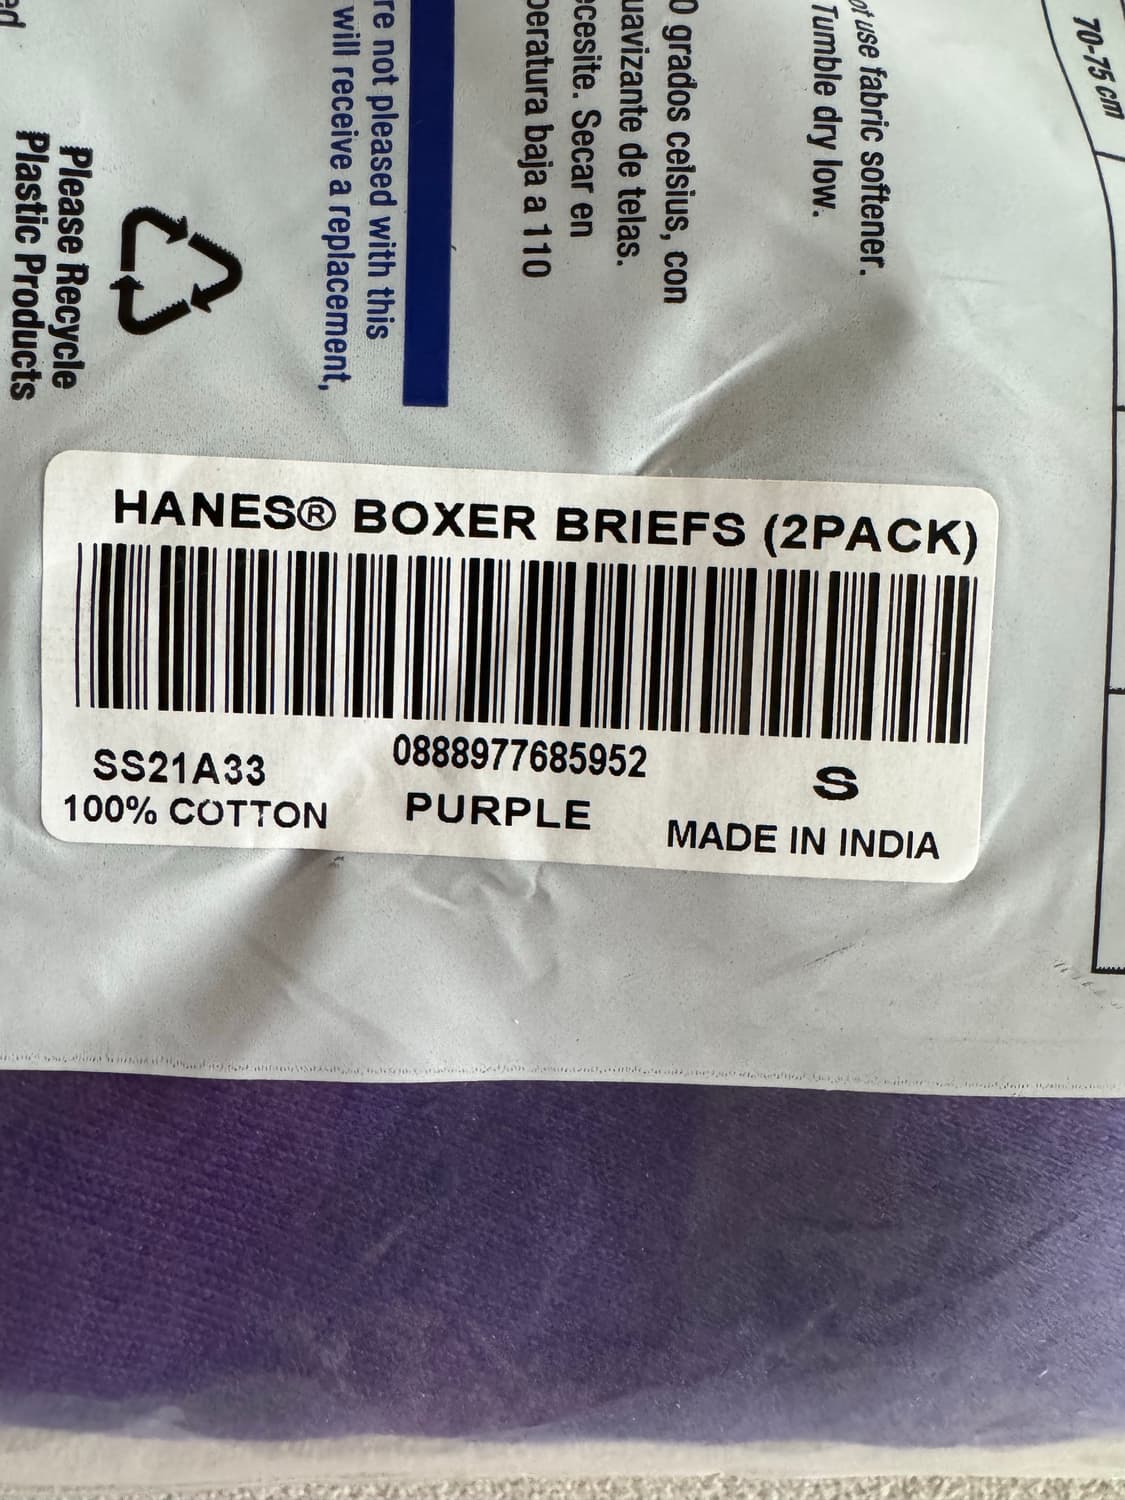 70-75 cm
ot use fabric softener.
Tumble dry low.
0 grados celsius, con
uavizante de telas.
ecesite. Secar en
peratura baja a 110
re not pleased with this
will receive a replacement,
Please Recycle
Plastic Products
ed
HANES® BOXER BRIEFS (2PACK)
0888977685952
SS21A33
S
100% COTTON
PURPLE
MADE IN INDIA